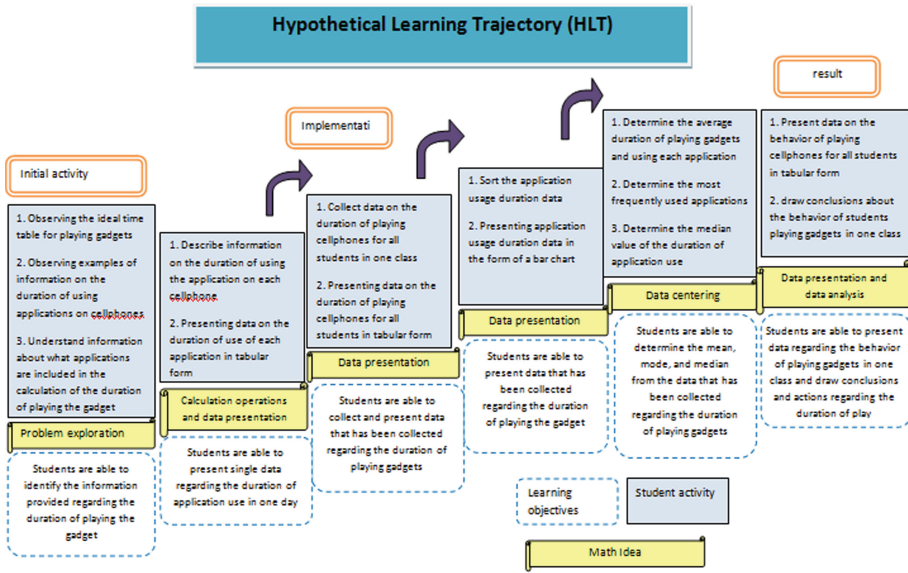 Hypothetical Learning Trajectory (HLT)
Initial activity
1. Observing the ideal time
table for playing gadgets
2. Observing examples of
information on the
duration of using
applications on cellphones
3. Understand information
about what applications
are included in the
calculation of the duration
of playing the gadget
Problem exploration
Students are able to
identify the information
provided regarding the
duration of playing the
gadget
1. Describe information
on the duration of using
the application on each
cellphone
2. Presenting data on the
duration of use of each
application in tabular
form
Calculation operations
and data presentation
Students are able to
present single data
regarding the duration of
application use in one day
Implementati
1. Collect data on the
duration of playing
cellphones for all
students in one class
2. Presenting data on the
duration of playing
cellphones for all
students in tabular form
Data presentation
Students are able to
collect and present data
that has been collected
regarding the duration of
playing gadgets
1. Sort the application
usage duration data
2. Presenting application
usage duration data in
the form of a bar chart
Data presentation
Students are able to
present data that has
been collected
regarding the duration
of playing the gadget
1. Determine the average
duration of playing gadgets
and using each application
2. Determine the most
frequently used applications
3. Determine the median
value of the duration of
application use
Data centering
Students are able to
determine the mean,
mode, and median
from the data that has
been collected
regarding the duration
of playing gadgets
result
1. Present data on the
behavior of playing
cellphones for all
students in tabular form
2. draw conclusions about
the behavior of students
playing gadgets in one class
Data presentation and
data analysis
Students are able to present
data regarding the behavior
of playing gadgets in one
class and draw conclusions
and actions regarding the
duration of play
Learning
objectives
Student activity
Math Idea